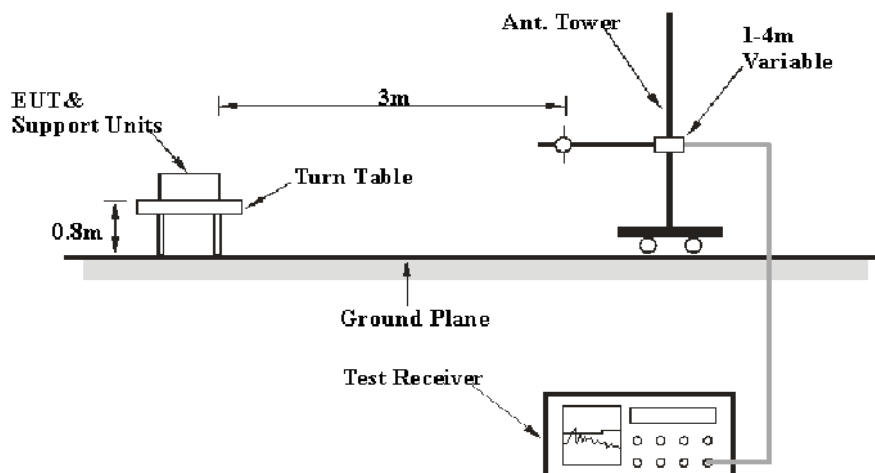 Ant. Tower
1-4m
Variable
3m
EUT&
Support Units
Turn Table
0.8m
Ground Plane
Test Receiver